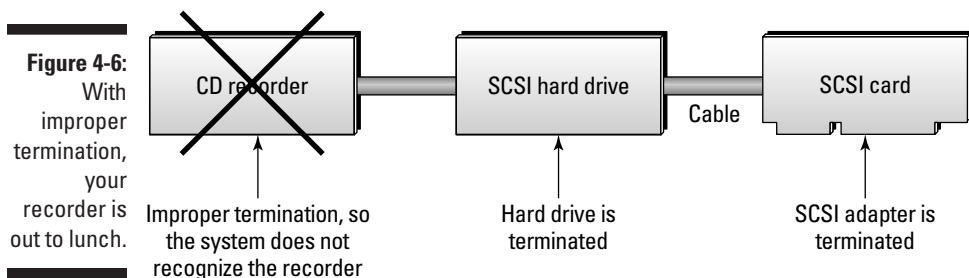 Figure 4-6:
With
improper
termination,
your
recorder is
out to lunch.
CD recorder
SCSI hard drive
SCSI card
Cable
Improper termination, so
the system does not
recognize the recorder
Hard drive is
terminated
SCSI adapter is
terminated